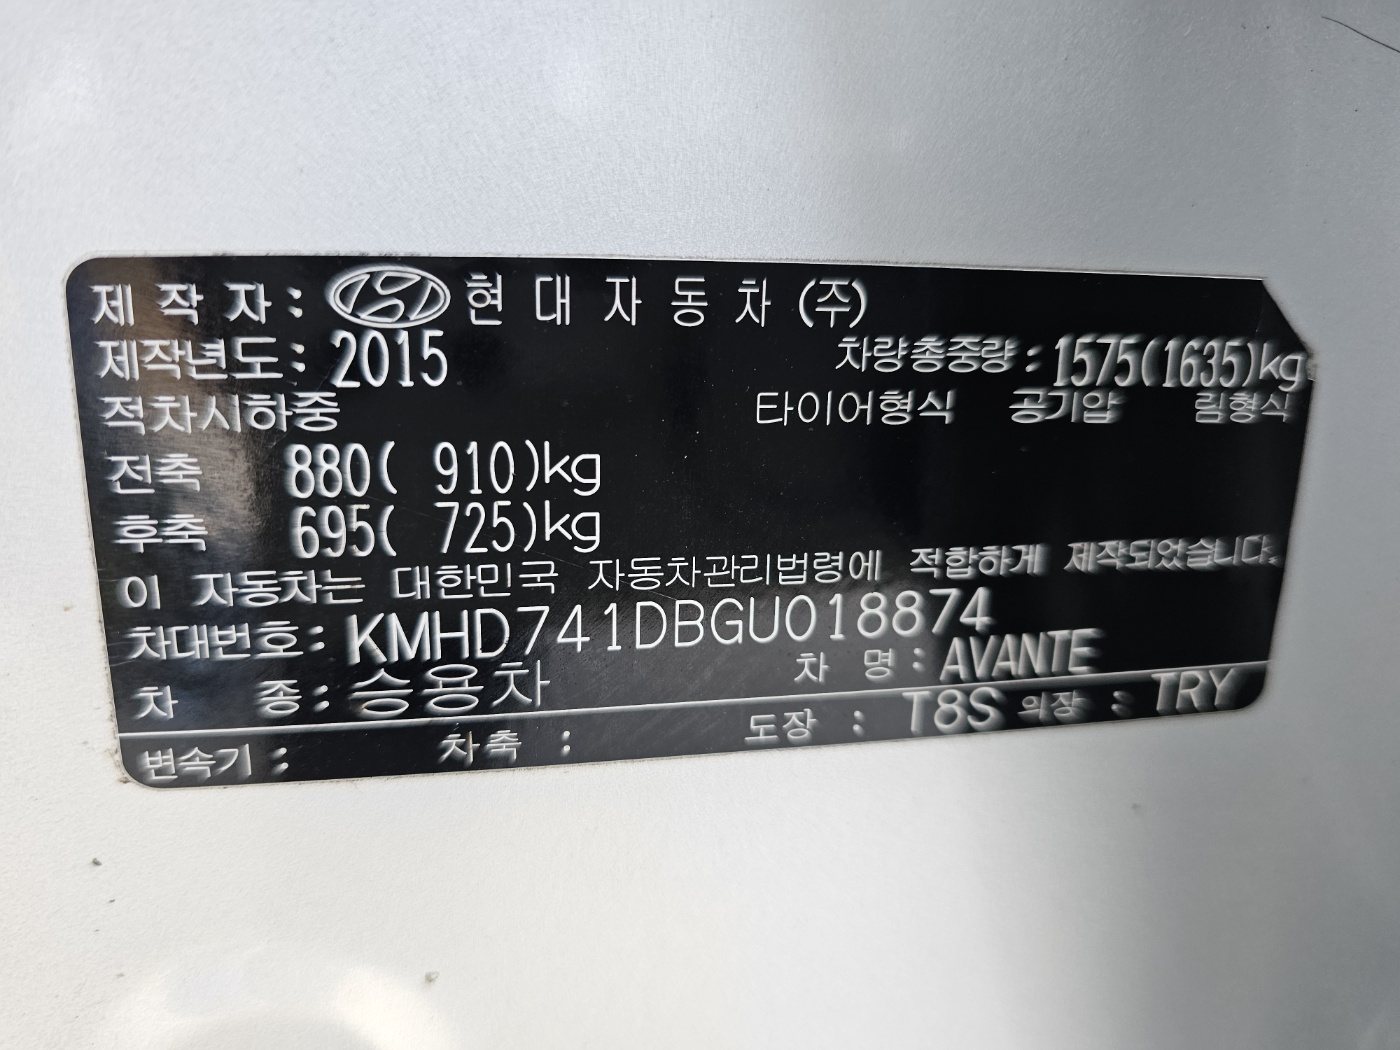 제 작 자 : 현 대 자 동 차 (주)
제작년도 : 2015 차량총중량 : 1575(1635)kg
적차시하중 타이어형식 공기압 림형식
전축 880( 910)kg
후축 695( 725)kg
이 자동차는 대한민국 자동차관리법령에 적합하게 제작되었습니다.
차대번호 : KMHD741DBGU018874
차 종 : 승용차 차 명 : AVANTE
변속기 : 차축 : 도장 : T8S 의장 : TRY